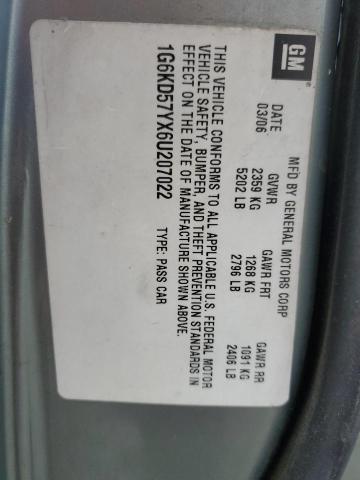 GM
MFD BY GENERAL MOTORS CORP
DATE GVWR GAWR FRT GAWR RR
03/06 2359 KG 1268 KG 1091 KG
5202 LB 2796 LB 2406 LB
THIS VEHICLE CONFORMS TO ALL APPLICABLE U.S. FEDERAL MOTOR
VEHICLE SAFETY, BUMPER, AND THEFT PREVENTION STANDARDS IN
EFFECT ON THE DATE OF MANUFACTURE SHOWN ABOVE.
1G6KD57YX6U207022 TYPE: PASS CAR